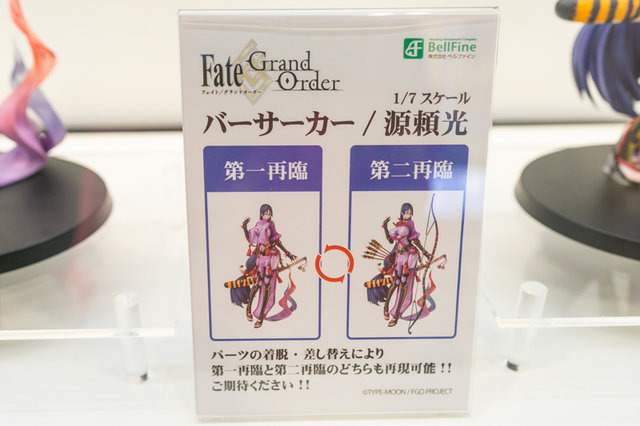 Fate Grand Order
フェイト/グランドオーダー
BellFine
株式会社 ベルファイン
1/7 スケール
バーサーカー / 源頼光
第一再臨
第二再臨
パーツの着脱・差し替えにより
第一再臨と第二再臨のどちらも再現可能!!
ご期待ください!!
©TYPE-MOON / FGO PROJECT